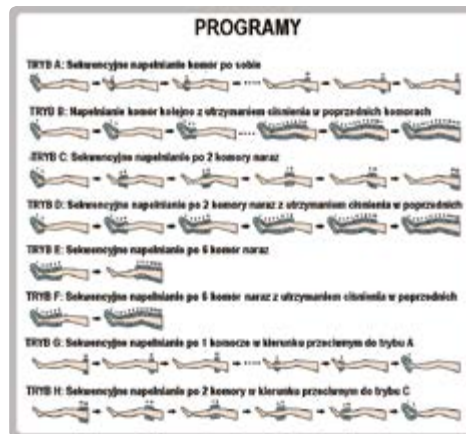 PROGRAMY
TRYB A: Sekwencyjne napełnianie komór po sobie
TRYB B: Napełnianie komór kolejno z utrzymaniem ciśnienia w poprzednich komorach
TRYB C: Sekwencyjne napełnianie po 2 komory naraz
TRYB D: Sekwencyjne napełnianie po 2 komory naraz z utrzymaniem ciśnienia w poprzednich
TRYB E: Sekwencyjne napełnianie po 6 komór naraz
TRYB F: Sekwencyjne napełnianie po 6 komór naraz z utrzymaniem ciśnienia w poprzednich
TRYB G: Sekwencyjne napełnianie po 1 komorze w kierunku przeciwnym do trybu A
TRYB H: Sekwencyjne napełnianie po 2 komory w kierunku przeciwnym do trybu C